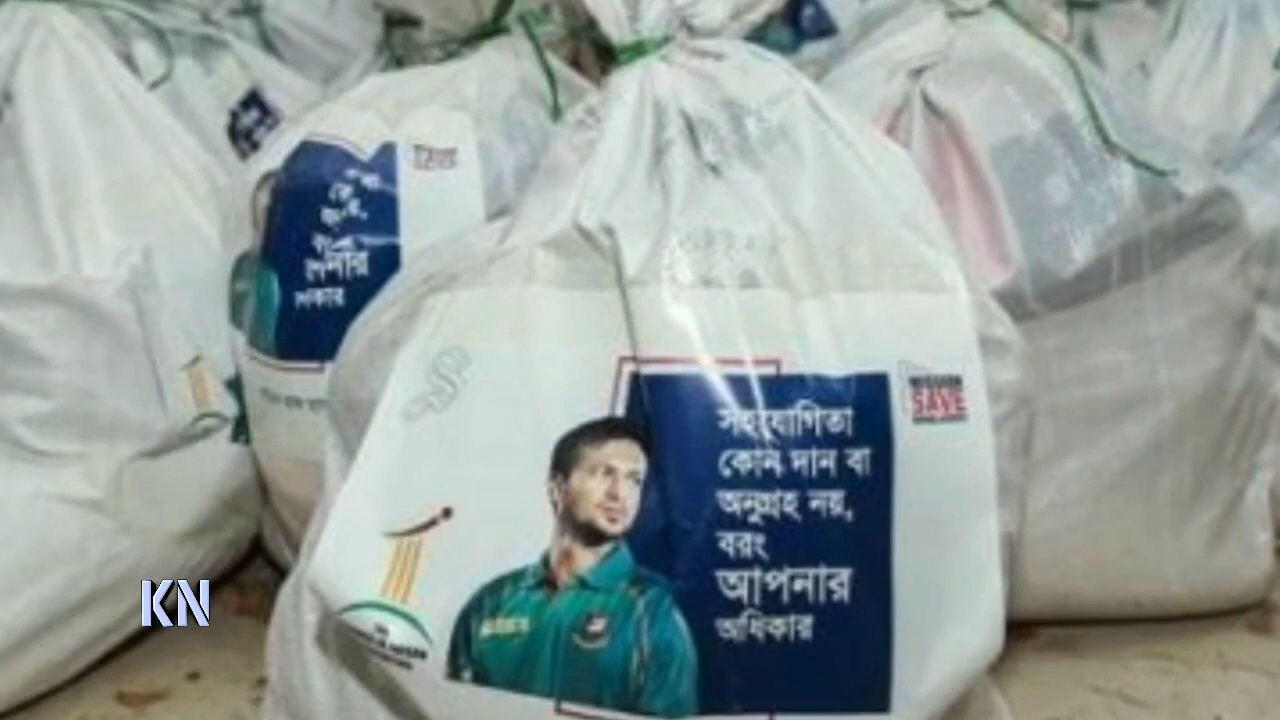 সহযোগিতা
কোন দান বা
অনুগ্রহ নয়,
বরং
আপনার
অধিকার
MISSION
SAVE
KN